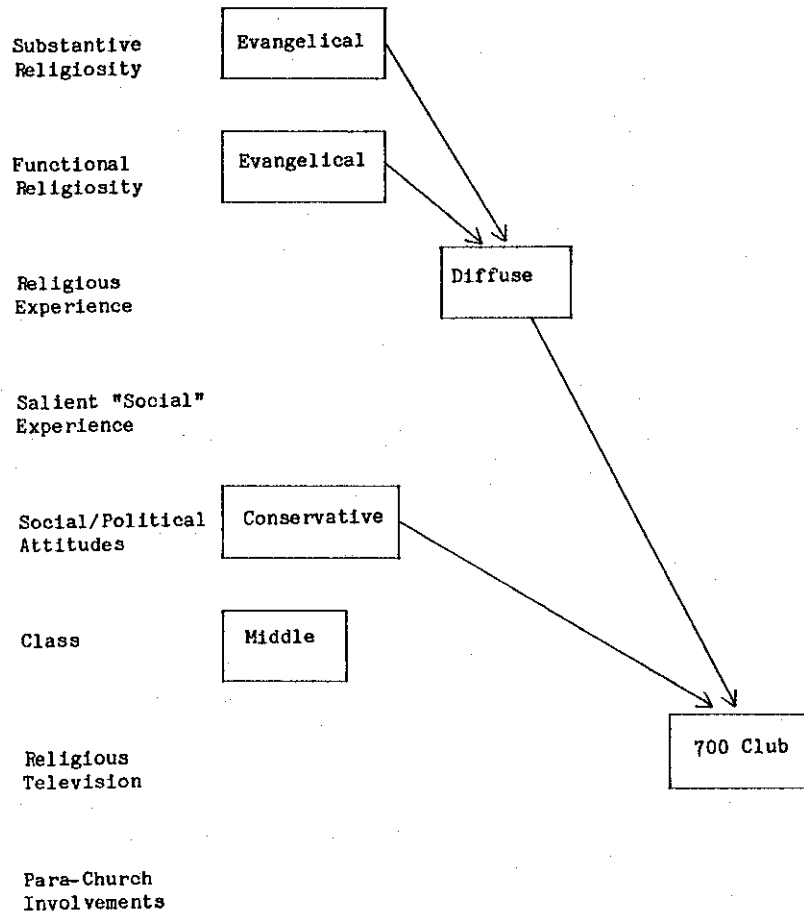 Substantive
Religiosity
Evangelical
Functional
Religiosity
Evangelical
Religious
Experience
Diffuse
Salient "Social"
Experience
Social/Political
Attitudes
Conservative
Class
Middle
Religious
Television
700 Club
Para-Church
Involvements